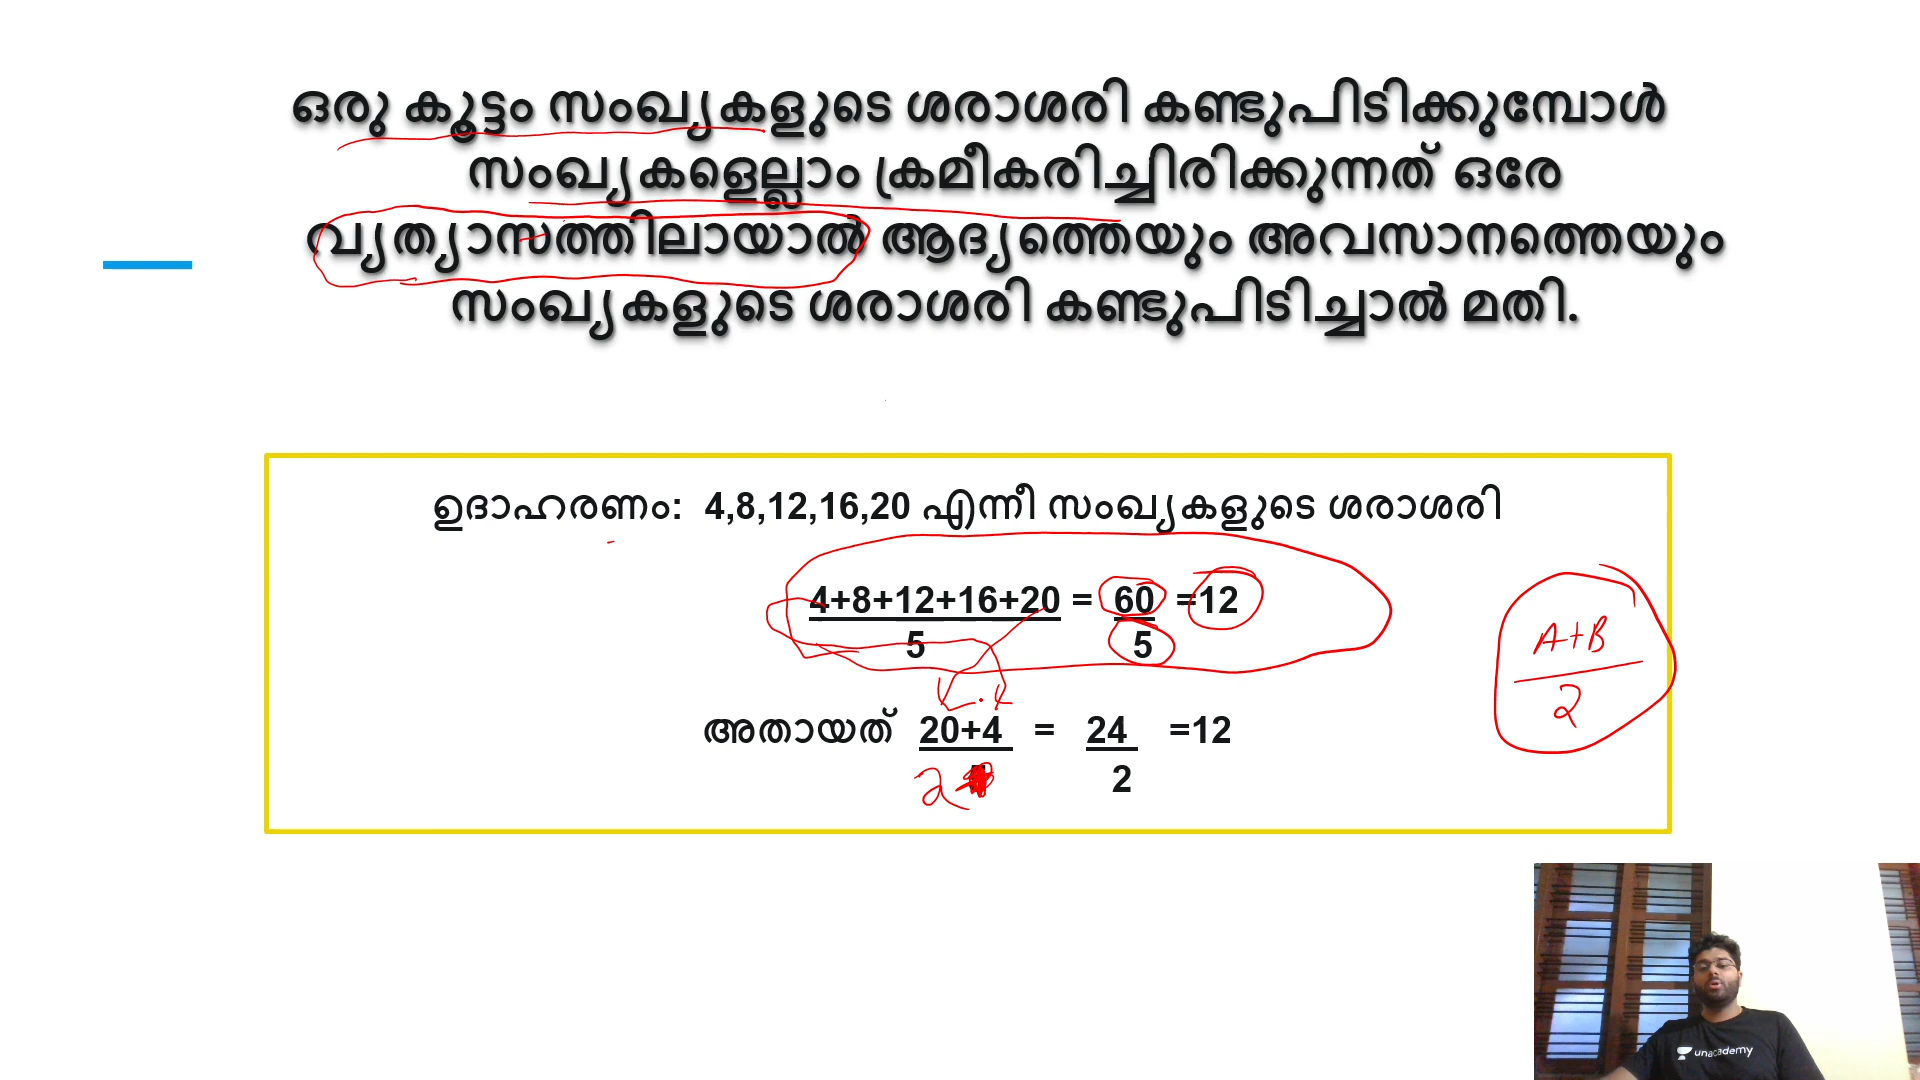 ഒരു കൂട്ടം സംഖ്യകളുടെ ശരാശരി കണ്ടുപിടിക്കുമ്പോൾ
സംഖ്യകളെല്ലാം ക്രമീകരിച്ചിരിക്കുന്നത് ഒരേ
വ്യത്യാസത്തിലായാൽ ആദ്യത്തെയും അവസാനത്തെയും
സംഖ്യകളുടെ ശരാശരി കണ്ടുപിടിച്ചാൽ മതി.
ഉദാഹരണം: 4,8,12,16,20 എന്നീ സംഖ്യകളുടെ ശരാശരി
4+8+12+16+20 = 60 =12
5 5
A+B
2
അതായത് 20+4 = 24 =12
2 2
unacademy